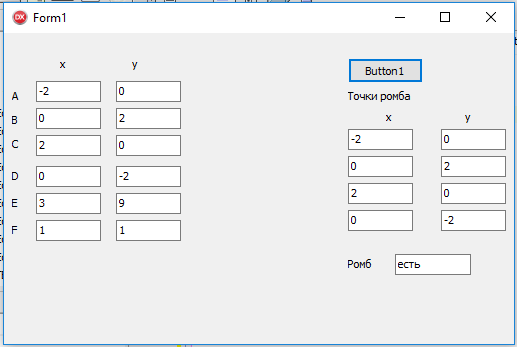 DX Form1
x y
A -2 0
B 0 2
C 2 0
D 0 -2
E 3 9
F 1 1
Button1
Точки ромба
x y
-2 0
0 2
2 0
0 -2
Ромб есть